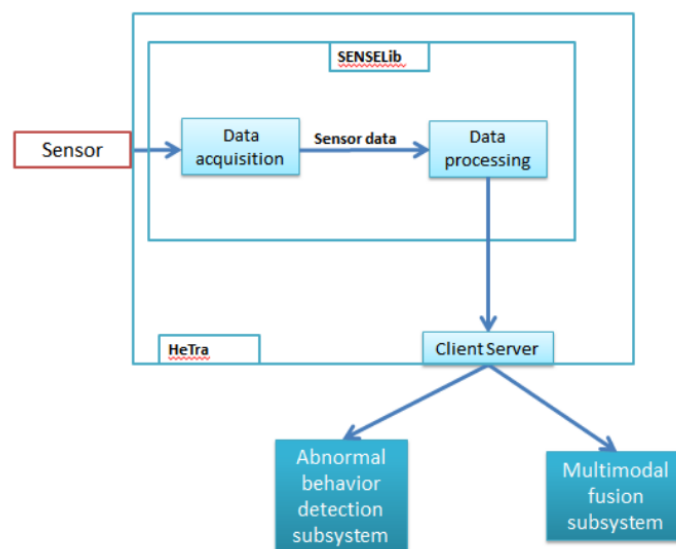 SENSELib
Sensor
Data
acquisition
Sensor data
Data
processing
HeTra
Client Server
Abnormal
behavior
detection
subsystem
Multimodal
fusion
subsystem